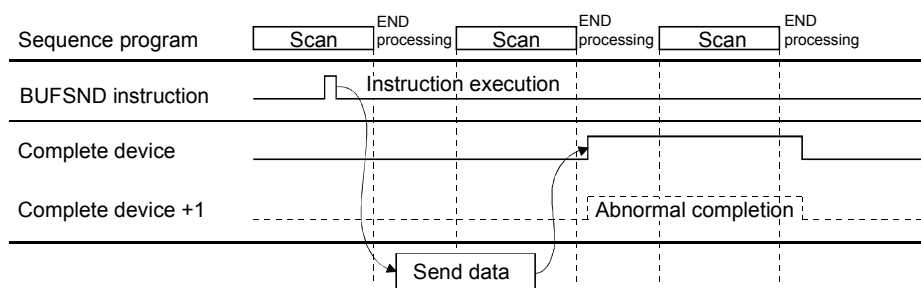 END END END
Sequence program Scan processing Scan processing Scan processing
Instruction execution
BUFSND instruction
Complete device
Complete device +1 Abnormal completion
Send data